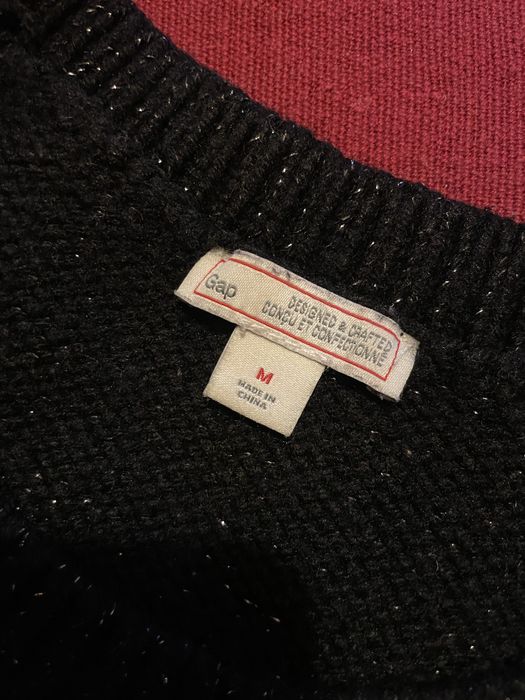 Gap
DESIGNED & CRAFTED
CONÇU ET CONFECTIONNÉ
M
MADE IN
CHINA